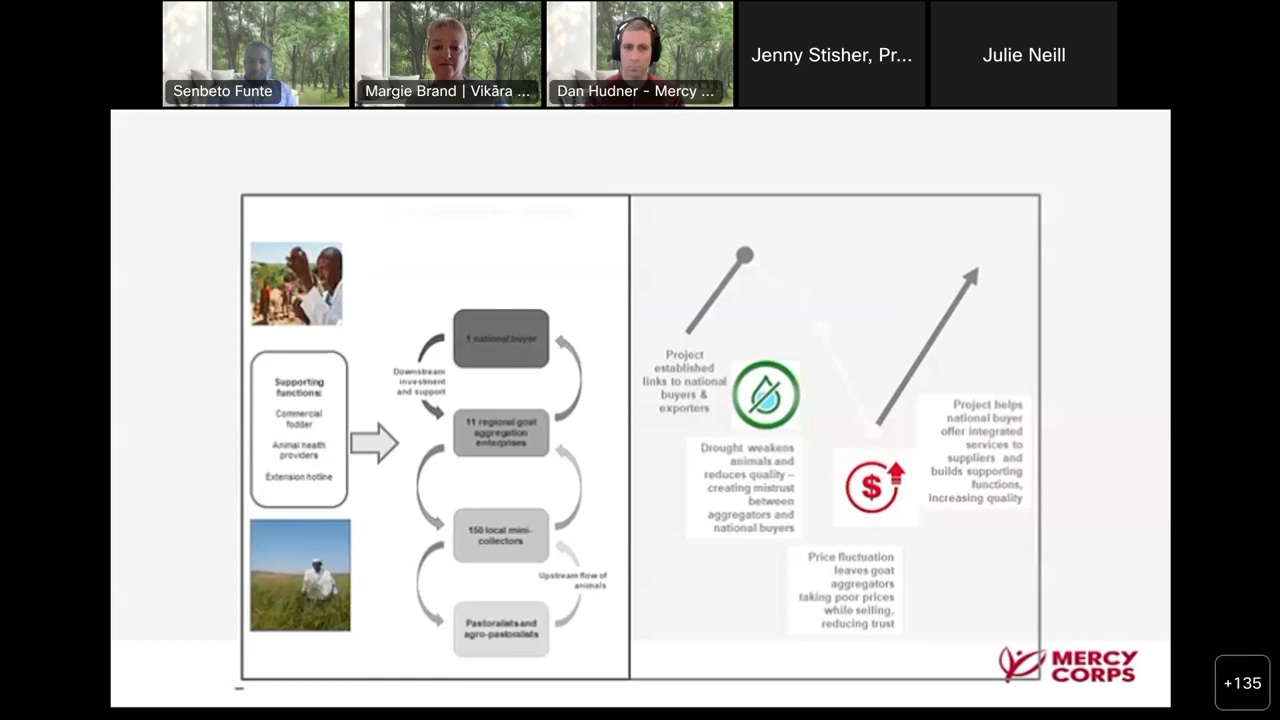 Senbeto Funte
Margie Brand | Vikāra ...
Dan Hudner - Mercy ...
Jenny Stisher, Pr...
Julie Neill
Supporting
functions:
Commercial
fodder
Animal health
providers
Extension hotline
1 national buyer
Downstream
investment
and support
11 regional goat
aggregation
enterprises
150 local mini-
collectors
Upstream flow of
animals
Pastoralists and
agro-pastoralists
Project
established
links to national
buyers &
exporters
Drought weakens
animals and
reduces quality –
creating mistrust
between
aggregators and
national buyers
$
Price fluctuation
leaves goat
aggregators
taking poor prices
while selling,
reducing trust
Project helps
national buyer
offer integrated
services to
suppliers and
builds supporting
functions,
increasing quality
MERCY
CORPS
+135